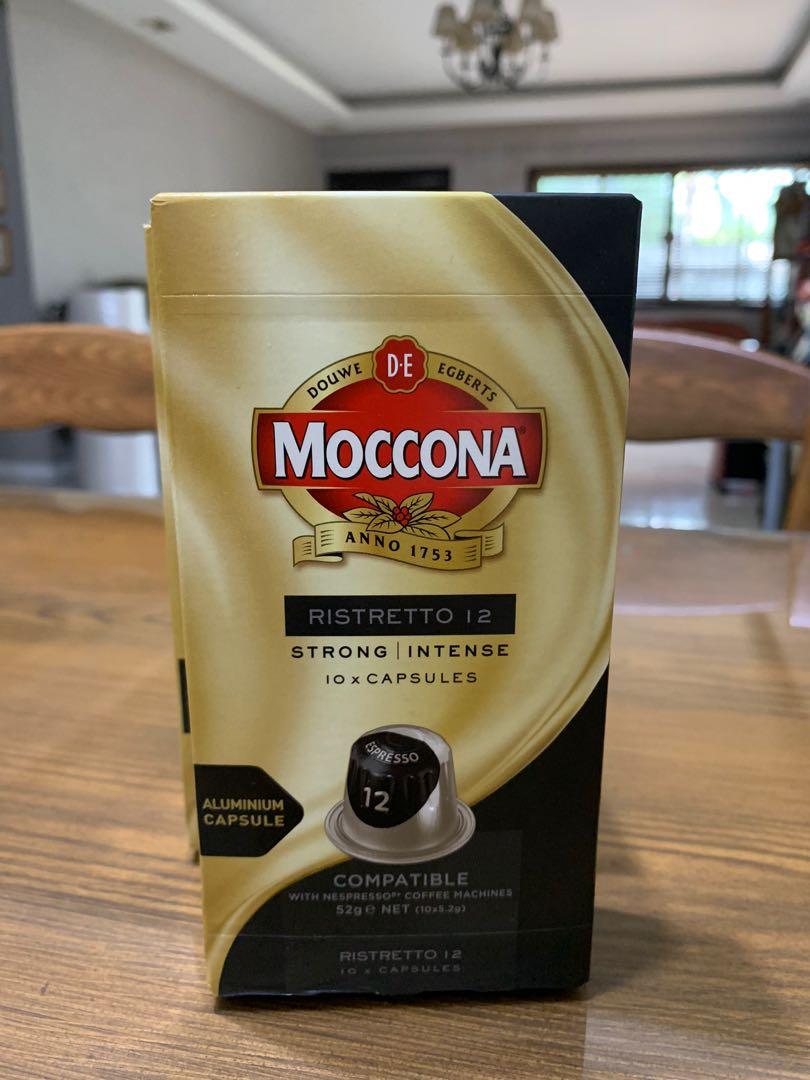 DOUWE D·E EGBERTS
MOCCONA®
ANNO 1753
RISTRETTO 12
STRONG | INTENSE
10 x CAPSULES
ESPRESSO
12
ALUMINIUM
CAPSULE
COMPATIBLE
WITH NESPRESSO®* COFFEE MACHINES
52g ℮ NET (10x5.2g)
RISTRETTO 12
10 x CAPSULES